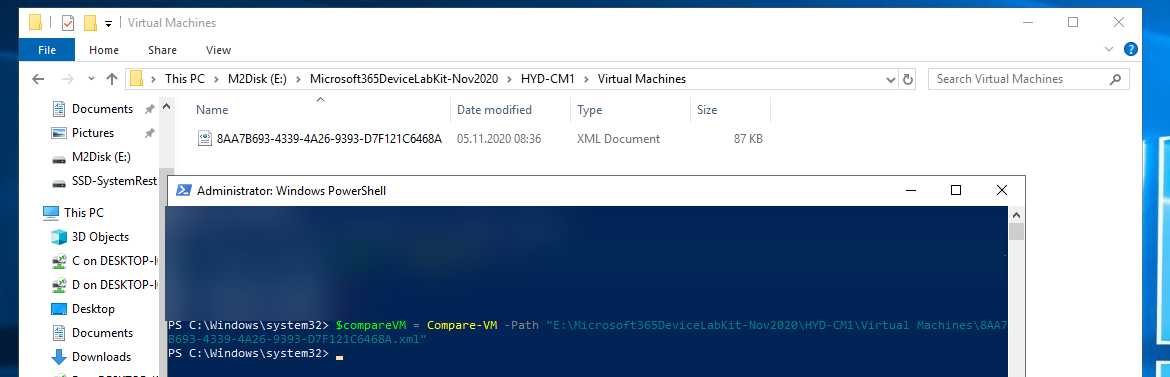 Virtual Machines
File Home Share View
This PC > M2Disk (E:) > Microsoft365DeviceLabKit-Nov2020 > HYD-CM1 > Virtual Machines
Search Virtual Machines
Documents
Pictures
M2Disk (E:)
SSD-SystemRest
This PC
3D Objects
C on DESKTOP-I
D on DESKTOP-I
Desktop
Documents
Downloads
Name Date modified Type Size
8AA7B693-4339-4A26-9393-D7F121C6468A 05.11.2020 08:36 XML Document 87 KB
Administrator: Windows PowerShell
PS C:\Windows\system32> $compareVM = Compare-VM -Path "E:\Microsoft365DeviceLabKit-Nov2020\HYD-CM1\Virtual Machines\8AA7
B693-4339-4A26-9393-D7F121C6468A.xml"
PS C:\Windows\system32>